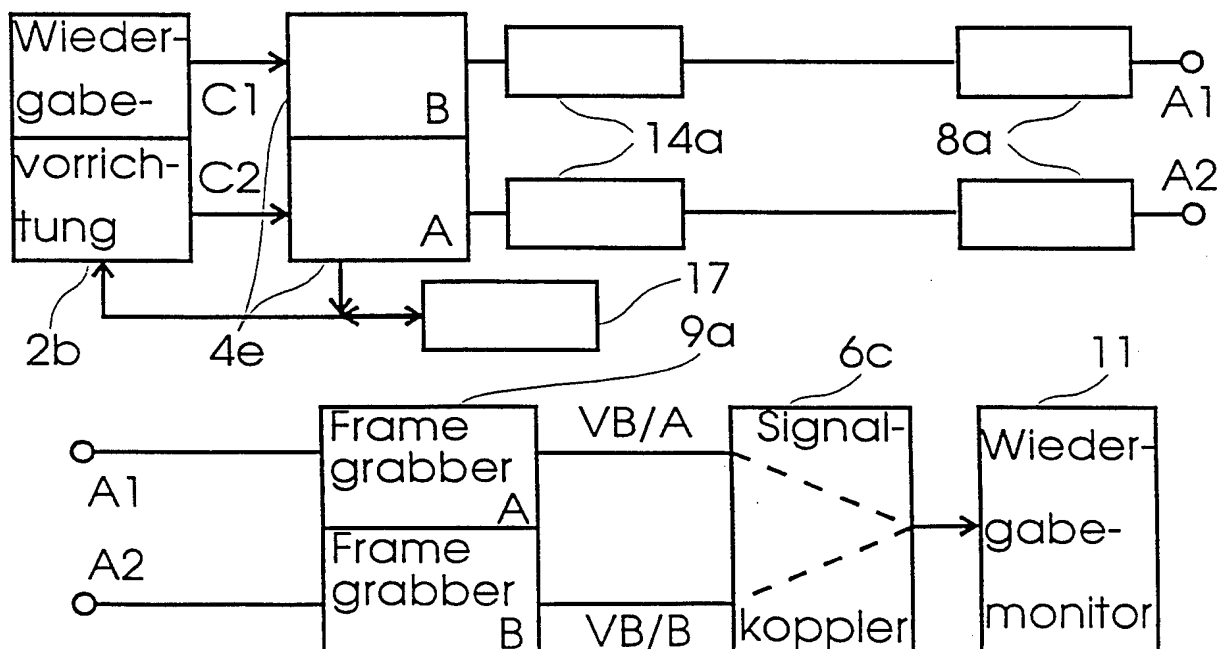 Wieder-
gabe-
vorrich-
tung
C1
C2
B
A
14a
8a
A1
A2
2b
4e
17
9a
6c
11
A1
A2
Frame
grabber
A
Frame
grabber
B
VB/A
VB/B
Signal-
koppler
Wieder-
gabe-
monitor